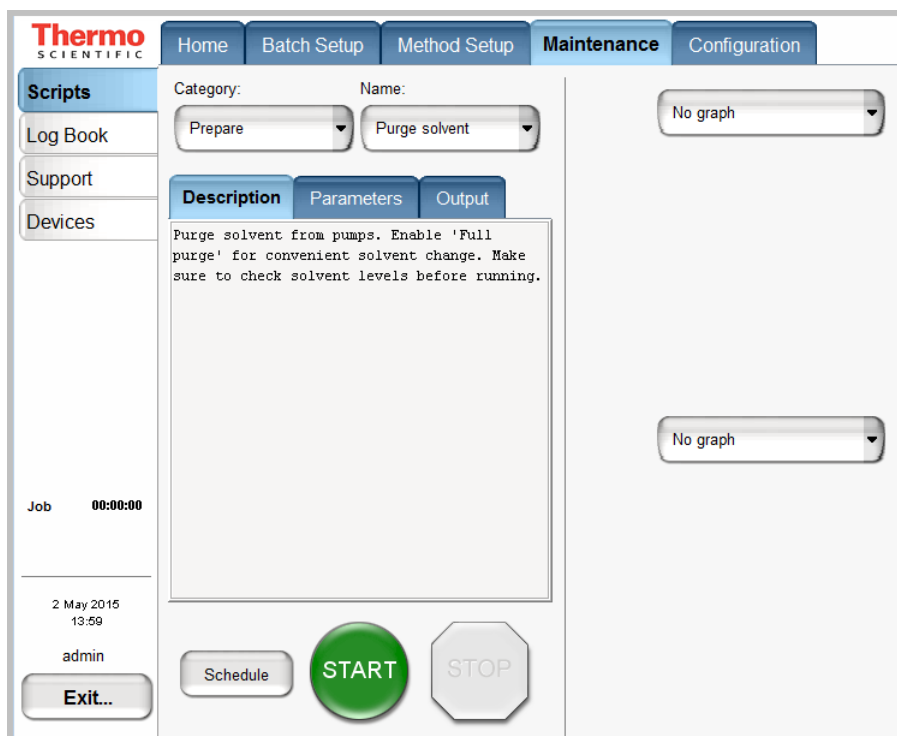 Thermo
SCIENTIFIC
Home
Batch Setup
Method Setup
Maintenance
Configuration
Scripts
Log Book
Support
Devices
Category:
Name:
Prepare
Purge solvent
No graph
Description
Parameters
Output
Purge solvent from pumps. Enable 'Full
purge' for convenient solvent change. Make
sure to check solvent levels before running.
No graph
Job 00:00:00
2 May 2015
13:59
admin
Exit...
Schedule
START
STOP